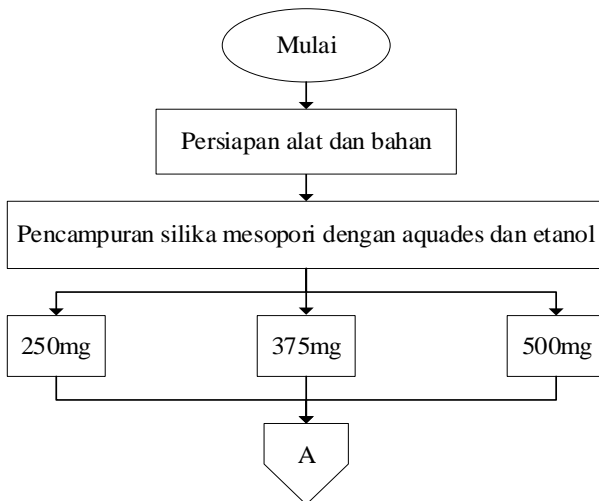 Mulai
Persiapan alat dan bahan
Pencampuran silika mesopori dengan aquades dan etanol
250mg
375mg
500mg
A